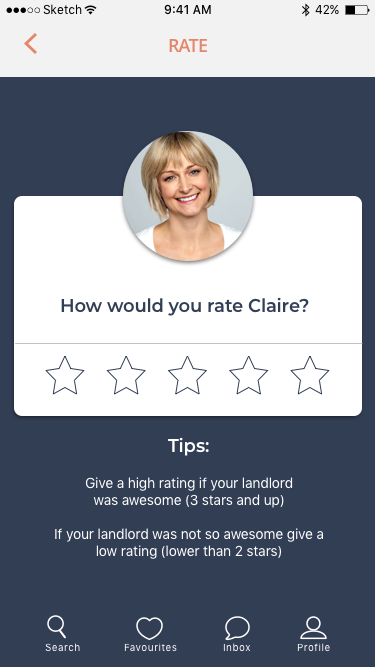 Sketch 9:41 AM 42%
RATE
How would you rate Claire?
Tips:
Give a high rating if your landlord
was awesome (3 stars and up)
If your landlord was not so awesome give a
low rating (lower than 2 stars)
Search Favourites Inbox Profile